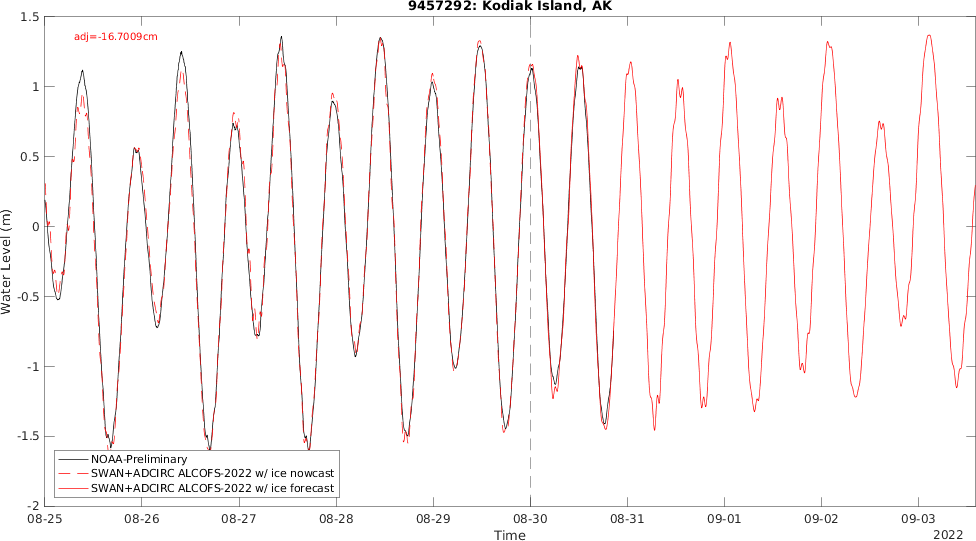 9457292: Kodiak Island, AK
adj=-16.7009cm
1.5
1
0.5
0
-0.5
-1
-1.5
-2
Water Level (m)
NOAA-Preliminary
SWAN+ADCIRC ALCOFS-2022 w/ ice nowcast
SWAN+ADCIRC ALCOFS-2022 w/ ice forecast
08-25 08-26 08-27 08-28 08-29 08-30 08-31 09-01 09-02 09-03
Time
2022